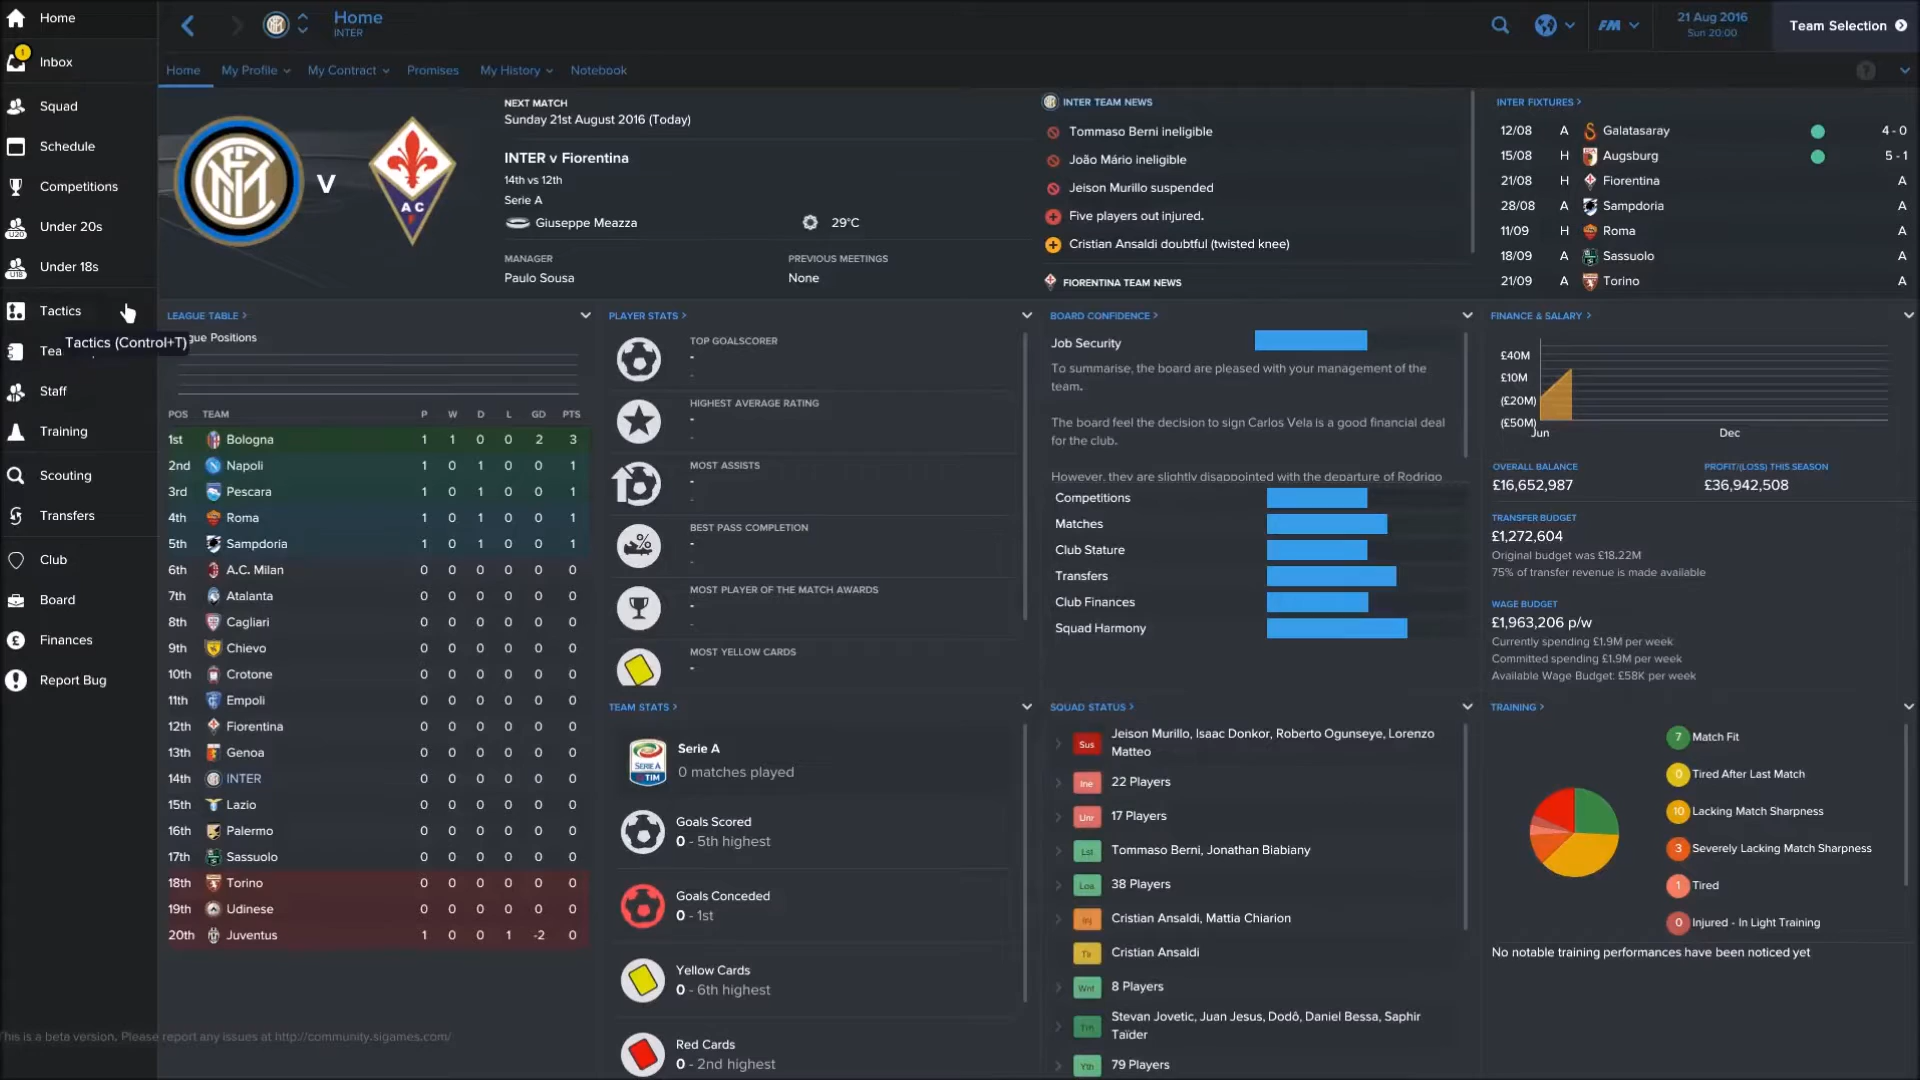 Home
Inbox
1
Squad
Schedule
Competitions
Under 20s
Under 18s
Tactics
Tactics (Control+T)
Staff
Training
Scouting
Transfers
Club
Board
Finances
Report Bug
This is a beta version. Please report any issues at http://community.sigames.com/
Home
INTER
FM
21 Aug 2016
Sun 20:00
Team Selection
Home My Profile My Contract Promises My History Notebook
NEXT MATCH
Sunday 21st August 2016 (Today)
V
INTER v Fiorentina
14th vs 12th
Serie A
Giuseppe Meazza 29°C
MANAGER PREVIOUS MEETINGS
Paulo Sousa None
INTER TEAM NEWS
Tommaso Berni ineligible
João Mário ineligible
Jeison Murillo suspended
Five players out injured.
Cristian Ansaldi doubtful (twisted knee)
FIORENTINA TEAM NEWS
INTER FIXTURES >
12/08 A Galatasaray 4 - 0
15/08 H Augsburg 5 - 1
21/08 H Fiorentina A
28/08 A Sampdoria A
11/09 H Roma A
18/09 A Sassuolo A
21/09 A Torino A
LEAGUE TABLE >
gue Positions
POS TEAM P W D L GD PTS
1st Bologna 1 1 0 0 2 3
2nd Napoli 1 0 1 0 0 1
3rd Pescara 1 0 1 0 0 1
4th Roma 1 0 1 0 0 1
5th Sampdoria 1 0 1 0 0 1
6th A.C. Milan 0 0 0 0 0 0
7th Atalanta 0 0 0 0 0 0
8th Cagliari 0 0 0 0 0 0
9th Chievo 0 0 0 0 0 0
10th Crotone 0 0 0 0 0 0
11th Empoli 0 0 0 0 0 0
12th Fiorentina 0 0 0 0 0 0
13th Genoa 0 0 0 0 0 0
14th INTER 0 0 0 0 0 0
15th Lazio 0 0 0 0 0 0
16th Palermo 0 0 0 0 0 0
17th Sassuolo 0 0 0 0 0 0
18th Torino 0 0 0 0 0 0
19th Udinese 0 0 0 0 0 0
20th Juventus 1 0 0 1 -2 0
PLAYER STATS >
TOP GOALSCORER
-
-
HIGHEST AVERAGE RATING
-
-
MOST ASSISTS
-
-
BEST PASS COMPLETION
-
-
MOST PLAYER OF THE MATCH AWARDS
-
-
MOST YELLOW CARDS
-
TEAM STATS >
Serie A
0 matches played
Goals Scored
0 - 5th highest
Goals Conceded
0 - 1st
Yellow Cards
0 - 6th highest
Red Cards
0 - 2nd highest
BOARD CONFIDENCE >
Job Security
To summarise, the board are pleased with your management of the
team.
The board feel the decision to sign Carlos Vela is a good financial deal
for the club.
However, they are slightly disappointed with the departure of Rodrigo
Competitions
Matches
Club Stature
Transfers
Club Finances
Squad Harmony
SQUAD STATUS >
Sus Jeison Murillo, Isaac Donkor, Roberto Ogunseye, Lorenzo
Matteo
Ine 22 Players
Unr 17 Players
Lst Tommaso Berni, Jonathan Biabiany
Loa 38 Players
Inj Cristian Ansaldi, Mattia Chiarion
Cristian Ansaldi
Wnt 8 Players
Stevan Jovetic, Juan Jesus, Dodô, Daniel Bessa, Saphir
Taïder
Yth 79 Players
FINANCE & SALARY >
£40M
£10M
(£20M)
(£50M)
Jun Dec
OVERALL BALANCE PROFIT/(LOSS) THIS SEASON
£16,652,987 £36,942,508
TRANSFER BUDGET
£1,272,604
Original budget was £18.22M
75% of transfer revenue is made available
WAGE BUDGET
£1,963,206 p/w
Currently spending £1.9M per week
Committed spending £1.9M per week
Available Wage Budget: £58K per week
TRAINING >
7 Match Fit
0 Tired After Last Match
10 Lacking Match Sharpness
3 Severely Lacking Match Sharpness
1 Tired
0 Injured - In Light Training
No notable training performances have been noticed yet